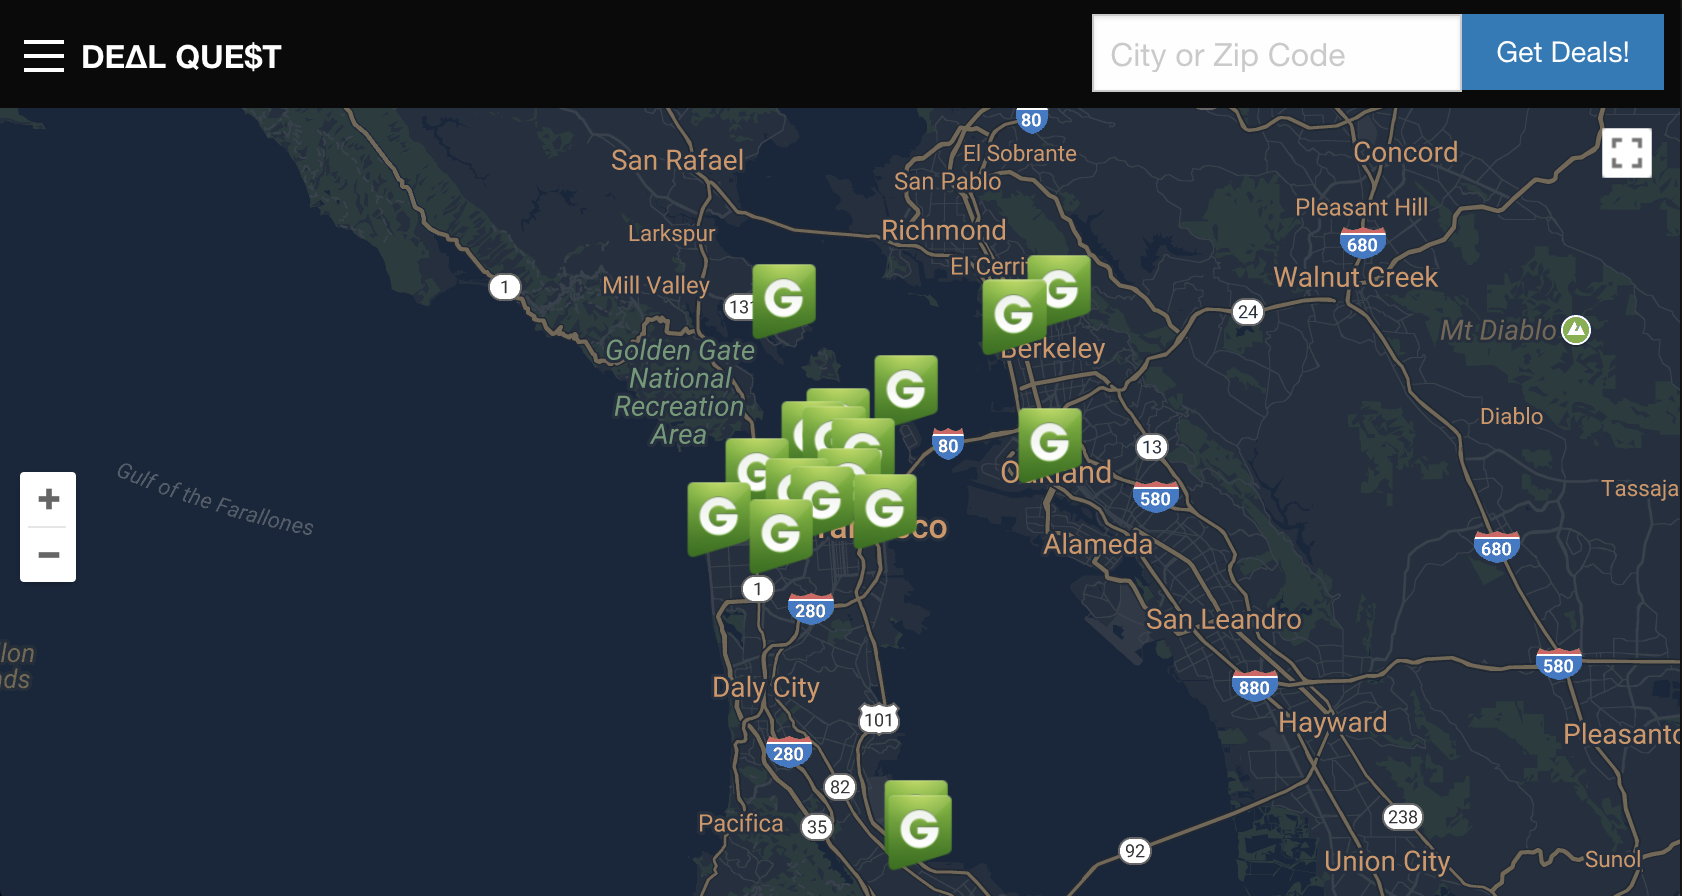 DEΔL QUE$T
City or Zip Code
Get Deals!
80
San Rafael
El Sobrante
Concord
San Pablo
Pleasant Hill
Richmond
Larkspur
680
El Cerri
Walnut Creek
Mill Valley
1
131
G
G
G
24
Mt Diablo
Berkeley
Golden Gate
National
Recreation
Area
G
Diablo
80
G
13
Oakland
Gulf of the Farallones
G
580
Tassaja
G
G
G
G
co
Alameda
680
1
280
San Leandro
lon
ds
580
Daly City
880
101
Hayward
Pleasanto
280
82
Pacifica
35
G
238
92
Union City
Sunol